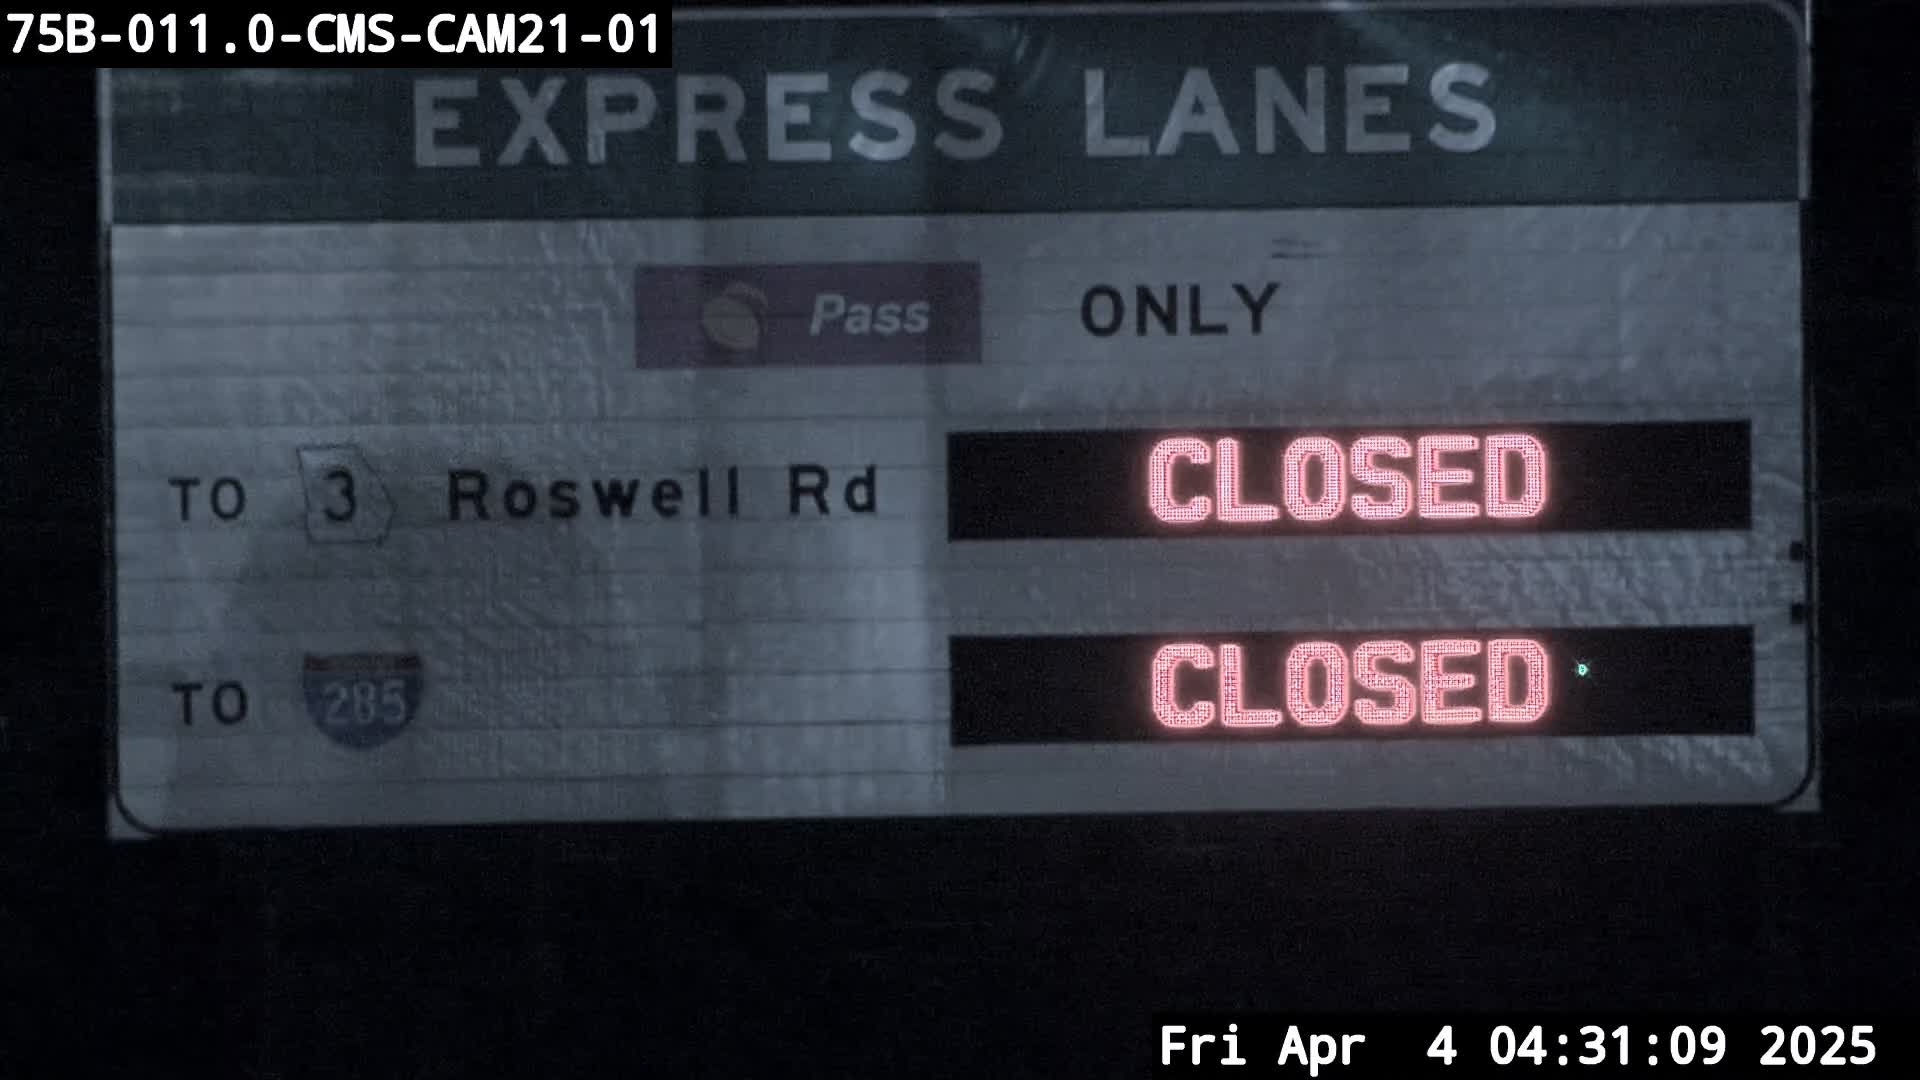 75B-011.0-CMS-CAM21-01
EXPRESS LANES
Pass ONLY
TO 3 Roswell Rd CLOSED
TO 285 CLOSED
Fri Apr 4 04:31:09 2025